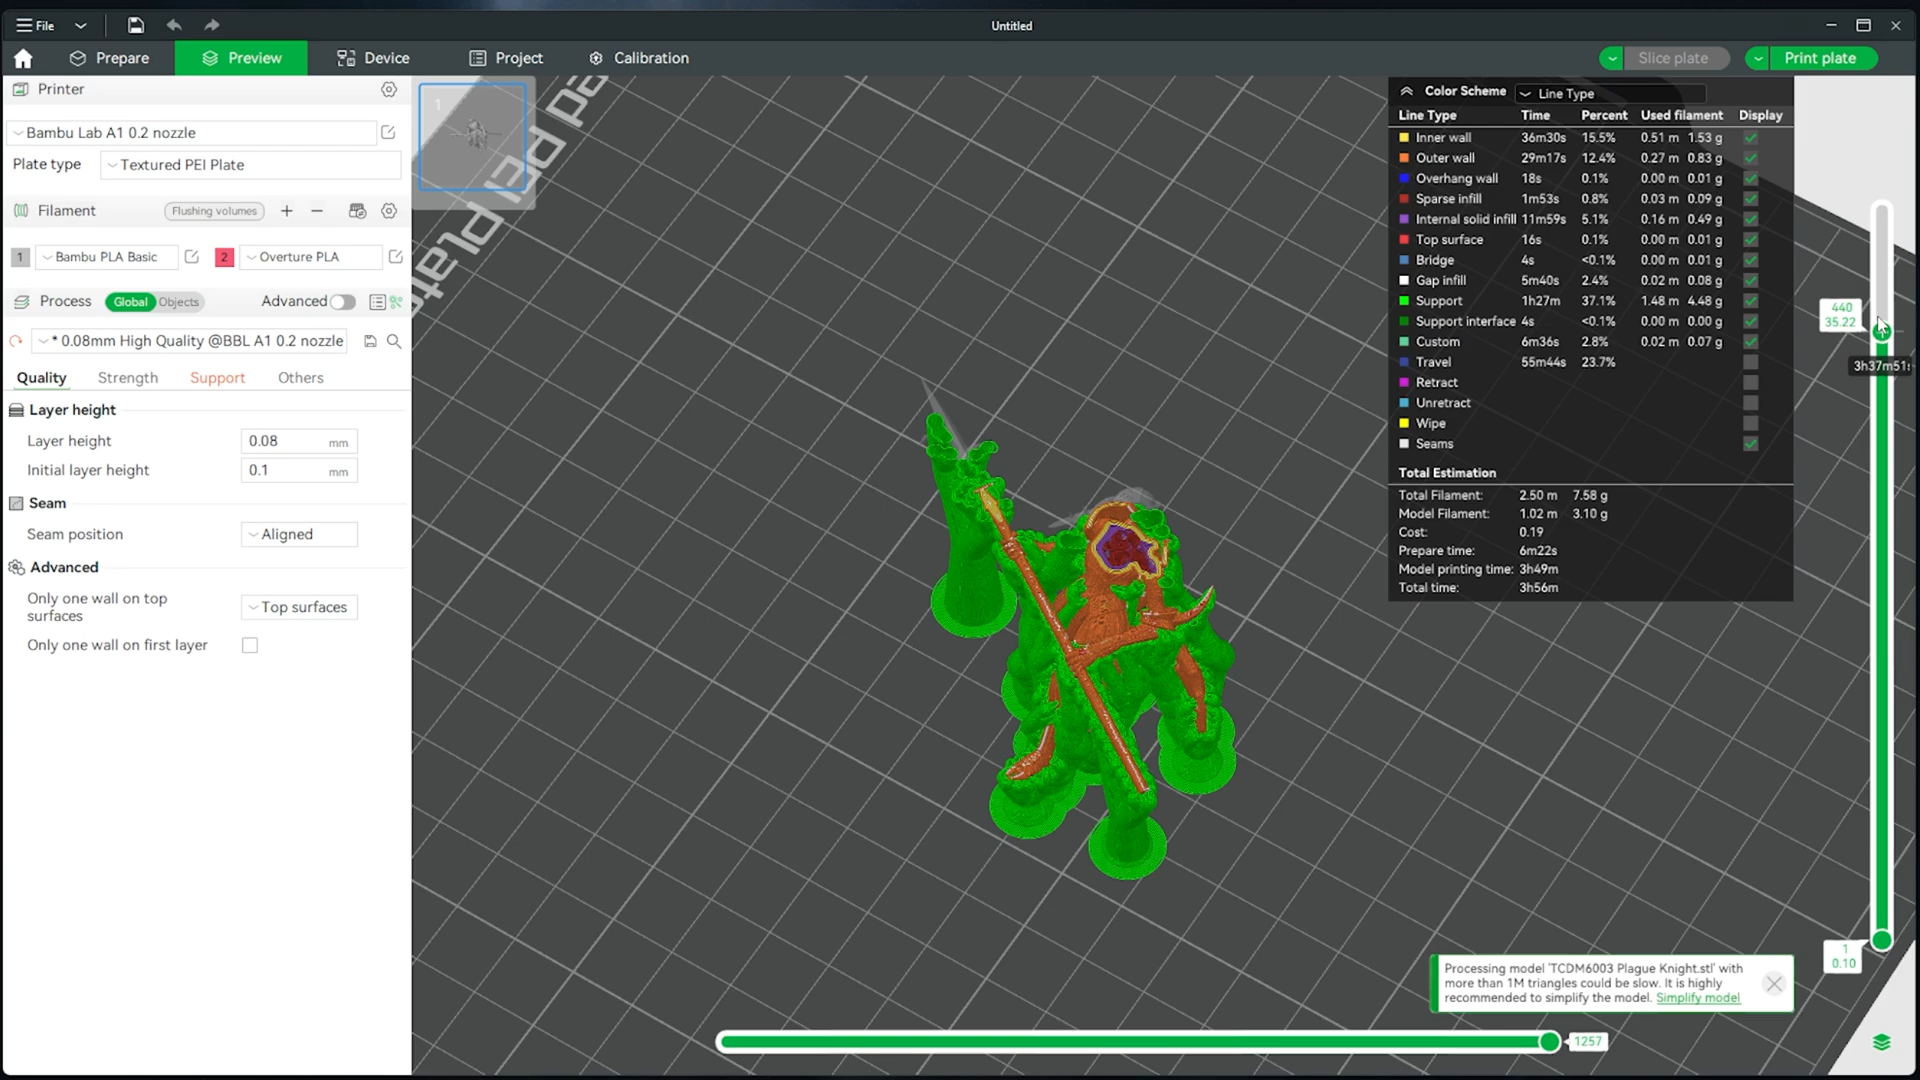 File
Untitled
Prepare
Preview
Device
Project
Calibration
Slice plate
Print plate
Printer
Bambu Lab A1 0.2 nozzle
Plate type
Textured PEI Plate
Filament
Flushing volumes
1
Bambu PLA Basic
2
Overture PLA
Process
Global
Objects
Advanced
* 0.08mm High Quality @BBL A1 0.2 nozzle
Quality
Strength
Support
Others
Layer height
Layer height
0.08 mm
Initial layer height
0.1 mm
Seam
Seam position
Aligned
Advanced
Only one wall on top
surfaces
Top surfaces
Only one wall on first layer
1
Color Scheme
Line Type
Line Type Time Percent Used filament Display
Inner wall 36m30s 15.5% 0.51 m 1.53 g
Outer wall 29m17s 12.4% 0.27 m 0.83 g
Overhang wall 18s 0.1% 0.00 m 0.01 g
Sparse infill 1m53s 0.8% 0.03 m 0.09 g
Internal solid infill 11m59s 5.1% 0.16 m 0.49 g
Top surface 16s 0.1% 0.00 m 0.01 g
Bridge 4s <0.1% 0.00 m 0.01 g
Gap infill 5m40s 2.4% 0.02 m 0.08 g
Support 1h27m 37.1% 1.48 m 4.48 g
Support interface 4s <0.1% 0.00 m 0.00 g
Custom 6m36s 2.8% 0.02 m 0.07 g
Travel 55m44s 23.7%
Retract
Unretract
Wipe
Seams
Total Estimation
Total Filament: 2.50 m 7.58 g
Model Filament: 1.02 m 3.10 g
Cost: 0.19
Prepare time: 6m22s
Model printing time: 3h49m
Total time: 3h56m
440
35.22
3h37m51s
1
0.10
Processing model 'TCDM6003 Plague Knight.stl' with
more than 1M triangles could be slow. It is highly
recommended to simplify the model. Simplify model
1257